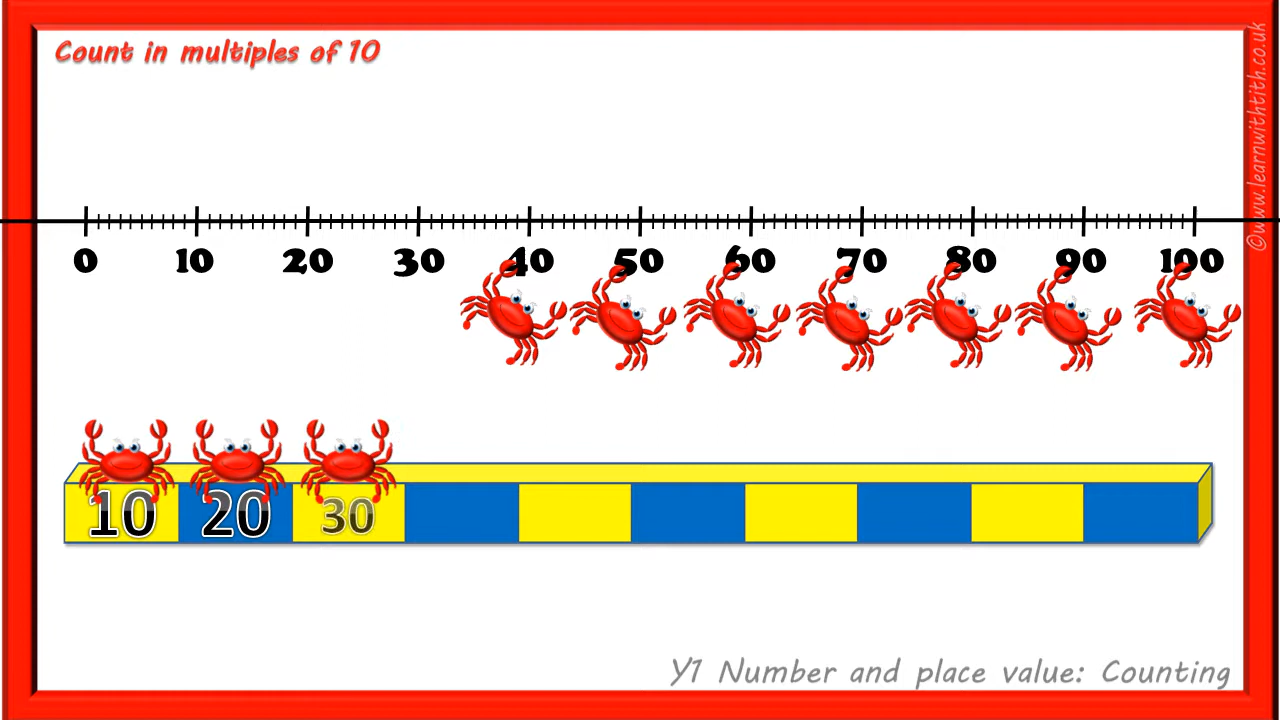 Count in multiples of 10
©www.learnwithtith.co.uk
0 10 20 30 40 50 60 70 80 90 100
10 20 30
Y1 Number and place value: Counting